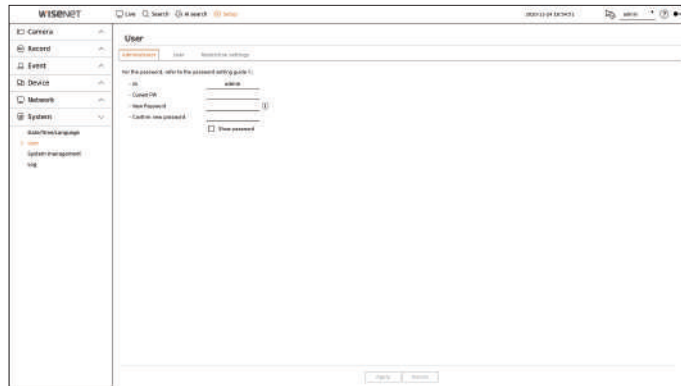 WISENET
Live Search AI search Setup
admin
Camera
Record
Event
Device
Network
System
Date/Time/Language
User
System management
Log
User
Administrator User Restriction settings
For the password, refer to the password setting guide
- ID admin
- Current PW
- New Password
- Confirm new password
Show password
Apply